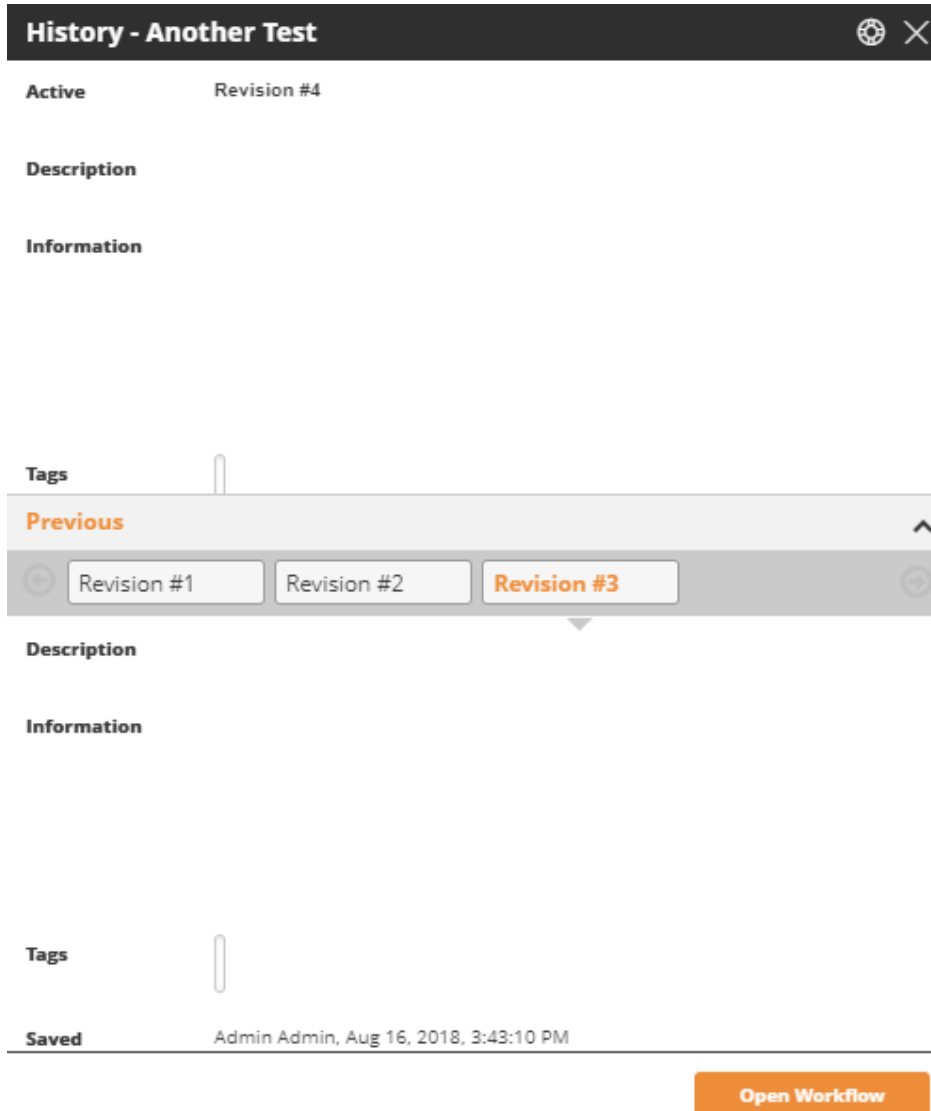 History - Another Test
Active Revision #4
Description
Information
Tags
Previous
Revision #1 Revision #2 Revision #3
Description
Information
Tags
Saved Admin Admin, Aug 16, 2018, 3:43:10 PM
Open Workflow